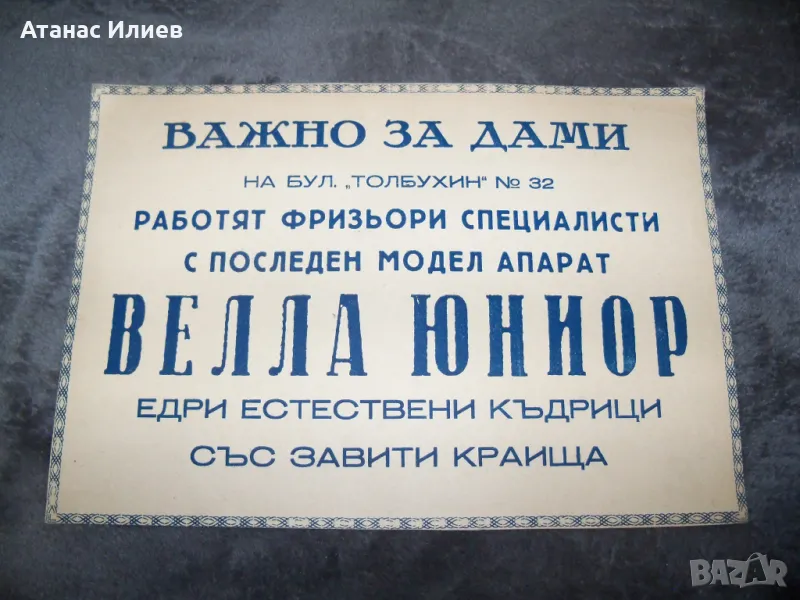 Атанас Илиев
ВАЖНО ЗА ДАМИ
НА БУЛ. „ТОЛБУХИН" № 32
РАБОТЯТ ФРИЗЬОРИ СПЕЦИАЛИСТИ
С ПОСЛЕДЕН МОДЕЛ АПАРАТ
ВЕЛЛА ЮНИОР
ЕДРИ ЕСТЕСТВЕНИ КЪДРИЦИ
СЪС ЗАВИТИ КРАИЩА
BAZAR